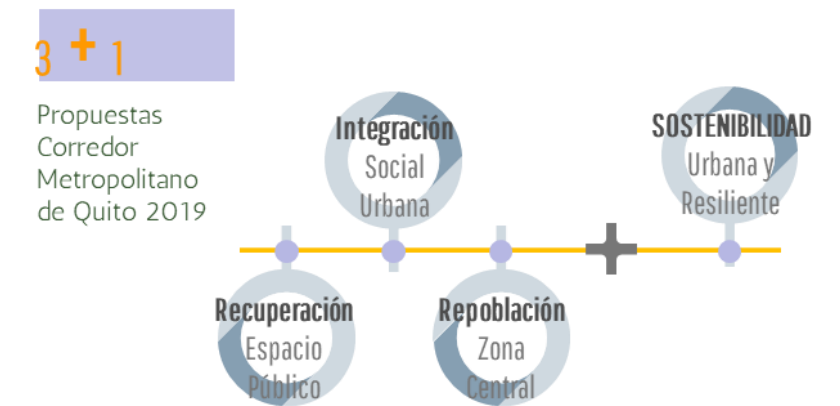 3 + 1
Propuestas
Corredor
Metropolitano
de Quito 2019
Recuperación
Espacio
Público
Integración
Social
Urbana
Repoblación
Zona
Central
SOSTENIBILIDAD
Urbana y
Resiliente